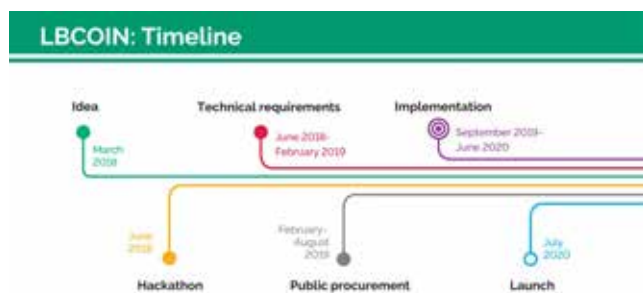 LBCOIN: Timeline
Idea
March
2018
Technical requirements
June 2018-
February 2019
Implementation
September 2019-
June 2020
June
2018
Hackathon
February-
August
2019
Public procurement
July
2020
Launch